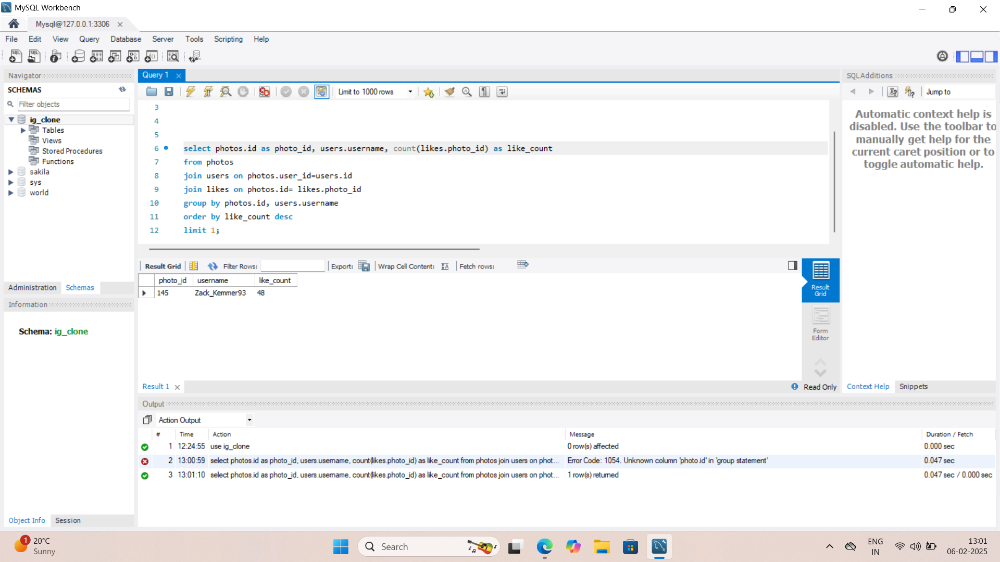 MySQL Workbench
Mysql@127.0.0.1:3306
File Edit View Query Database Server Tools Scripting Help
Navigator
SCHEMAS
Filter objects
ig_clone
Tables
Views
Stored Procedures
Functions
sakila
sys
world
Administration Schemas
Information
Schema: ig_clone
Object Info Session
Query 1
Limit to 1000 rows
3
4
5
6 select photos.id as photo_id, users.username, count(likes.photo_id) as like_count
7 from photos
8 join users on photos.user_id=users.id
9 join likes on photos.id= likes.photo_id
10 group by photos.id, users.username
11 order by like_count desc
12 limit 1;
Result Grid Filter Rows: Export: Wrap Cell Content: Fetch rows:
photo_id username like_count
145 Zack_Kemmer93 48
Result
Grid
Form
Editor
Result 1
Read Only
SQLAdditions
Jump to
Automatic context help is
disabled. Use the toolbar to
manually get help for the
current caret position or to
toggle automatic help.
Context Help Snippets
Output
Action Output
# Time Action Message Duration / Fetch
1 12:24:55 use ig_clone 0 row(s) affected 0.000 sec
2 13:00:59 select photos.id as photo_id, users.username, count(likes.photo_id) as like_count from photos join users on phot... Error Code: 1054. Unknown column 'photo.id' in 'group statement' 0.047 sec
3 13:01:10 select photos.id as photo_id, users.username, count(likes.photo_id) as like_count from photos join users on phot... 1 row(s) returned 0.047 sec / 0.000 sec
1
20°C
Sunny
Search
ENG
IN
13:01
06-02-2025